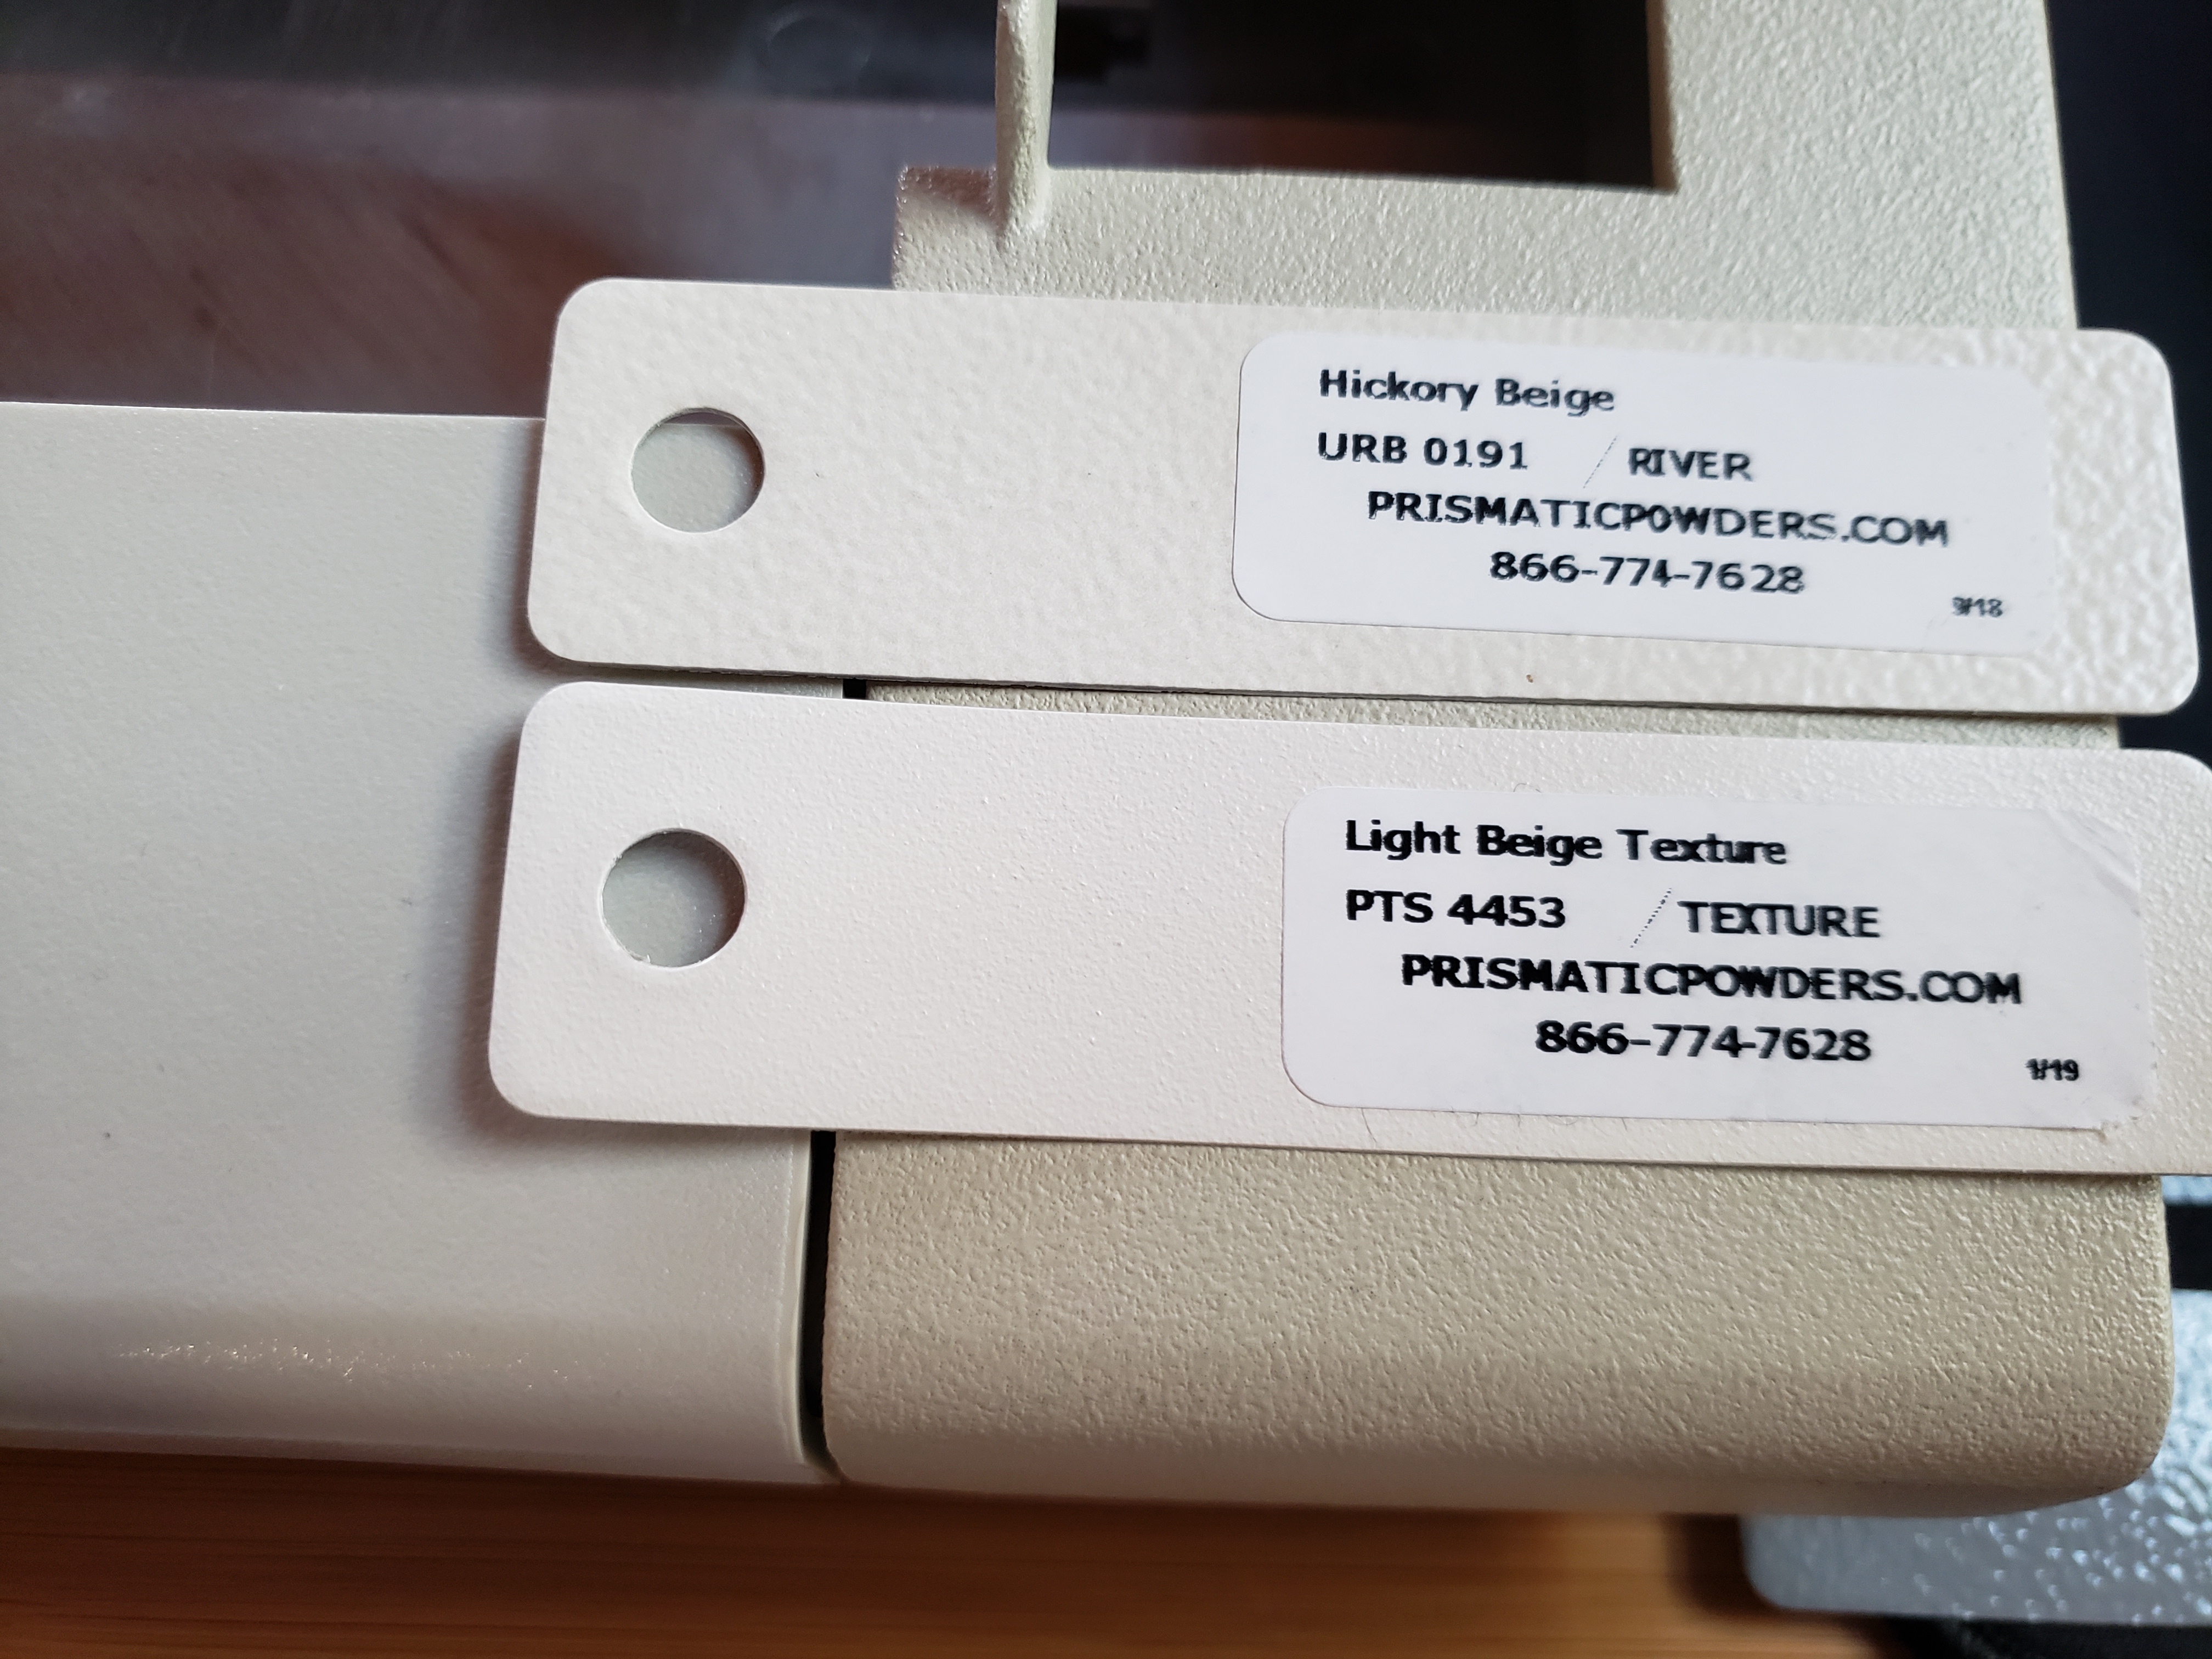 Hickory Beige
URB 0191 / RIVER
PRISMATICPOWDERS.COM
866-774-7628
9/18
Light Beige Texture
PTS 4453 / TEXTURE
PRISMATICPOWDERS.COM
866-774-7628
1/19